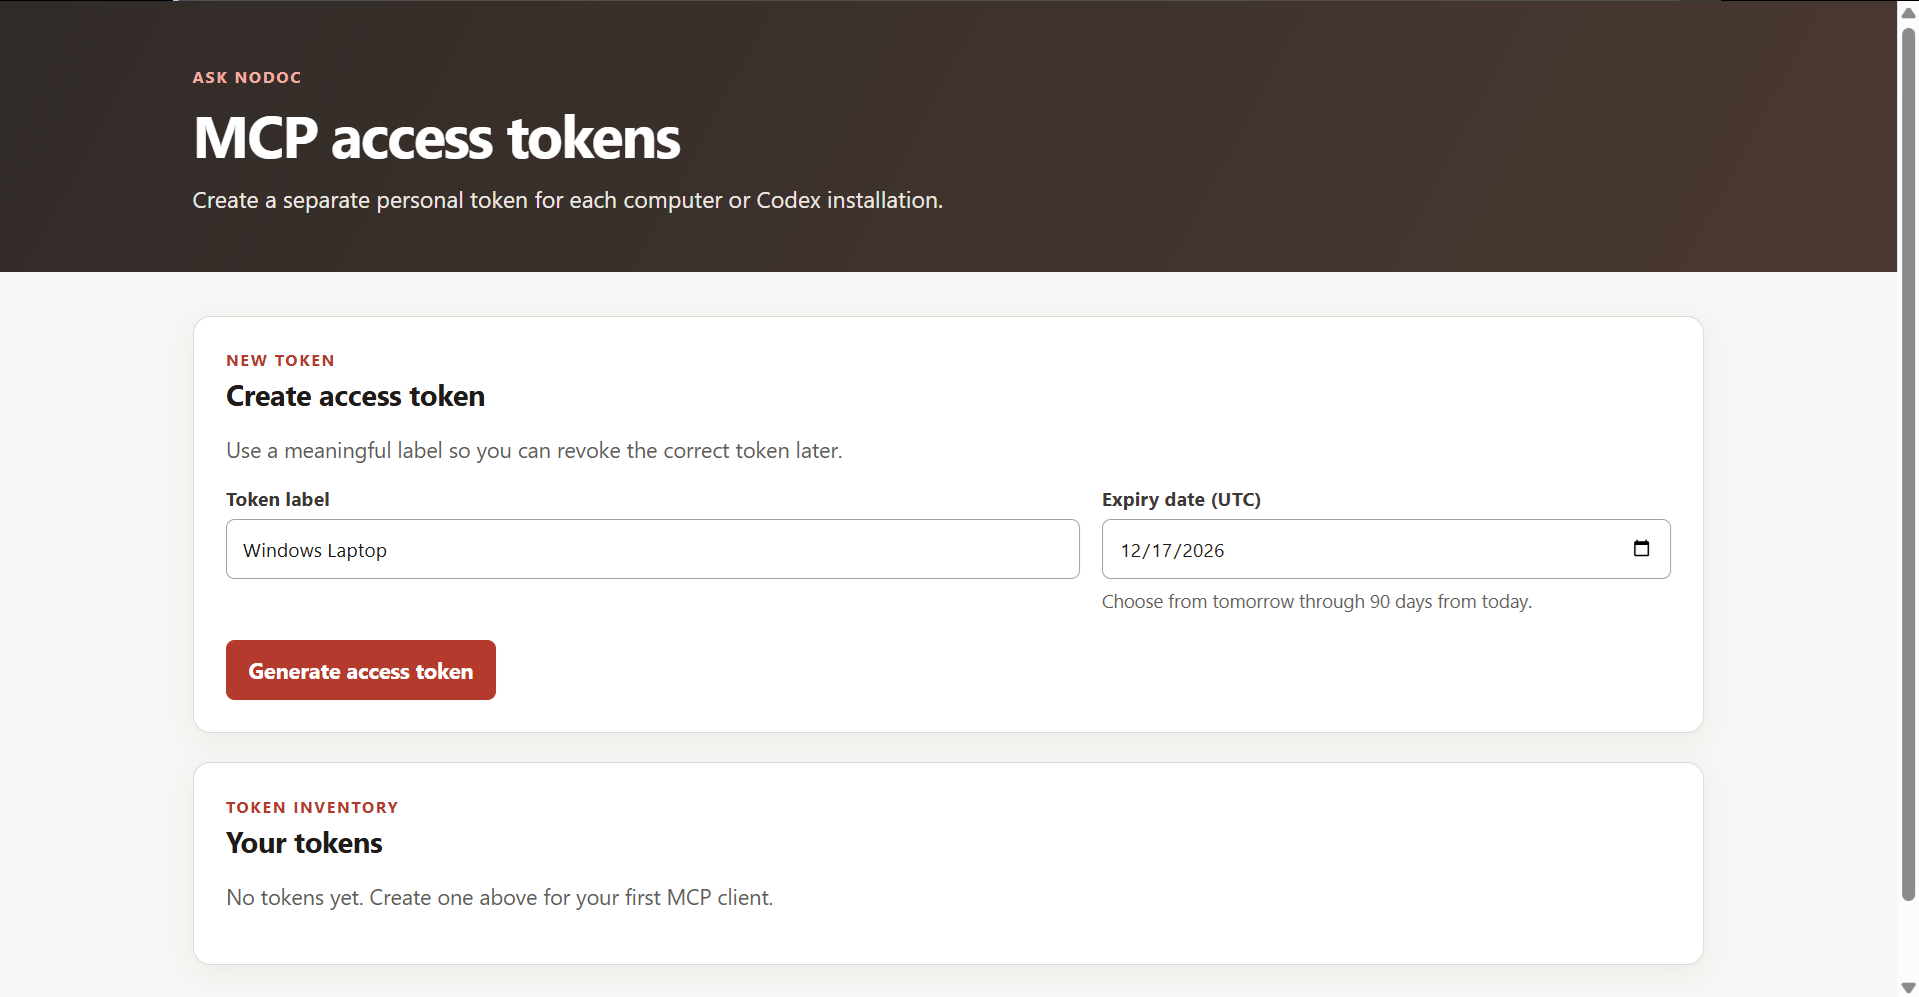 ASK NODOC
MCP access tokens
Create a separate personal token for each computer or Codex installation.
NEW TOKEN
Create access token
Use a meaningful label so you can revoke the correct token later.
Token label
Windows Laptop
Expiry date (UTC)
12/17/2026
Choose from tomorrow through 90 days from today.
Generate access token
TOKEN INVENTORY
Your tokens
No tokens yet. Create one above for your first MCP client.